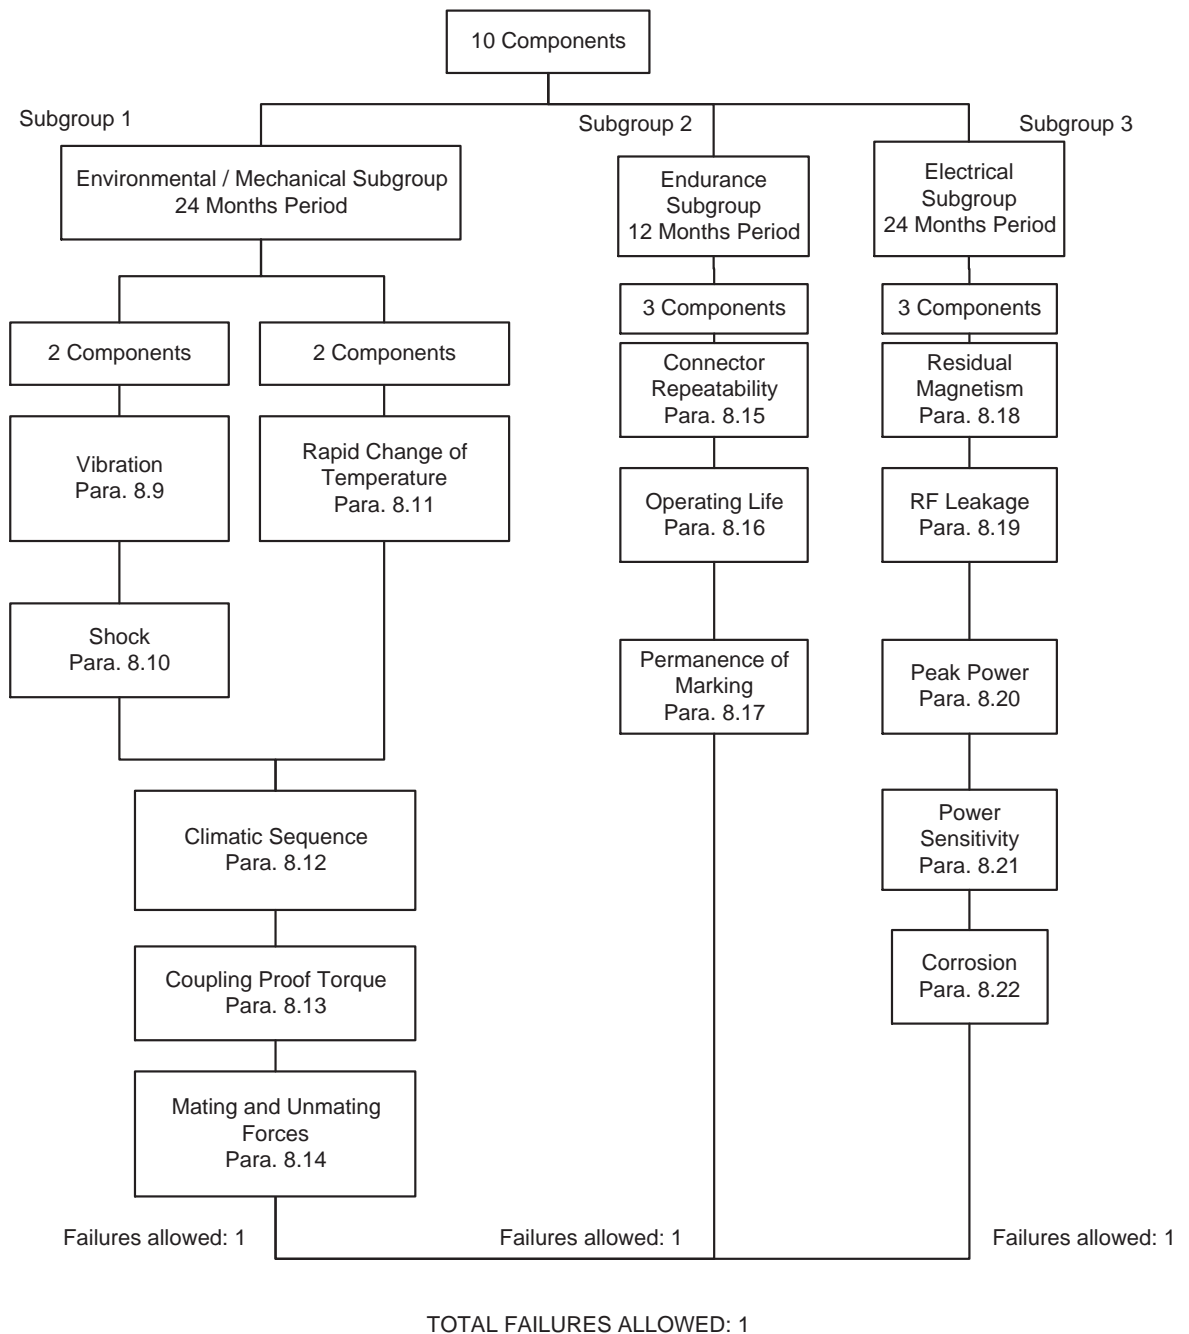 10 Components
Subgroup 1
Subgroup 2
Subgroup 3
Environmental / Mechanical Subgroup
24 Months Period
Endurance
Subgroup
12 Months Period
Electrical
Subgroup
24 Months Period
2 Components
2 Components
3 Components
3 Components
Vibration
Para. 8.9
Rapid Change of
Temperature
Para. 8.11
Shock
Para. 8.10
Climatic Sequence
Para. 8.12
Coupling Proof Torque
Para. 8.13
Mating and Unmating
Forces
Para. 8.14
Connector
Repeatability
Para. 8.15
Operating Life
Para. 8.16
Permanence of
Marking
Para. 8.17
Residual
Magnetism
Para. 8.18
RF Leakage
Para. 8.19
Peak Power
Para. 8.20
Power
Sensitivity
Para. 8.21
Corrosion
Para. 8.22
Failures allowed: 1
Failures allowed: 1
Failures allowed: 1
TOTAL FAILURES ALLOWED: 1